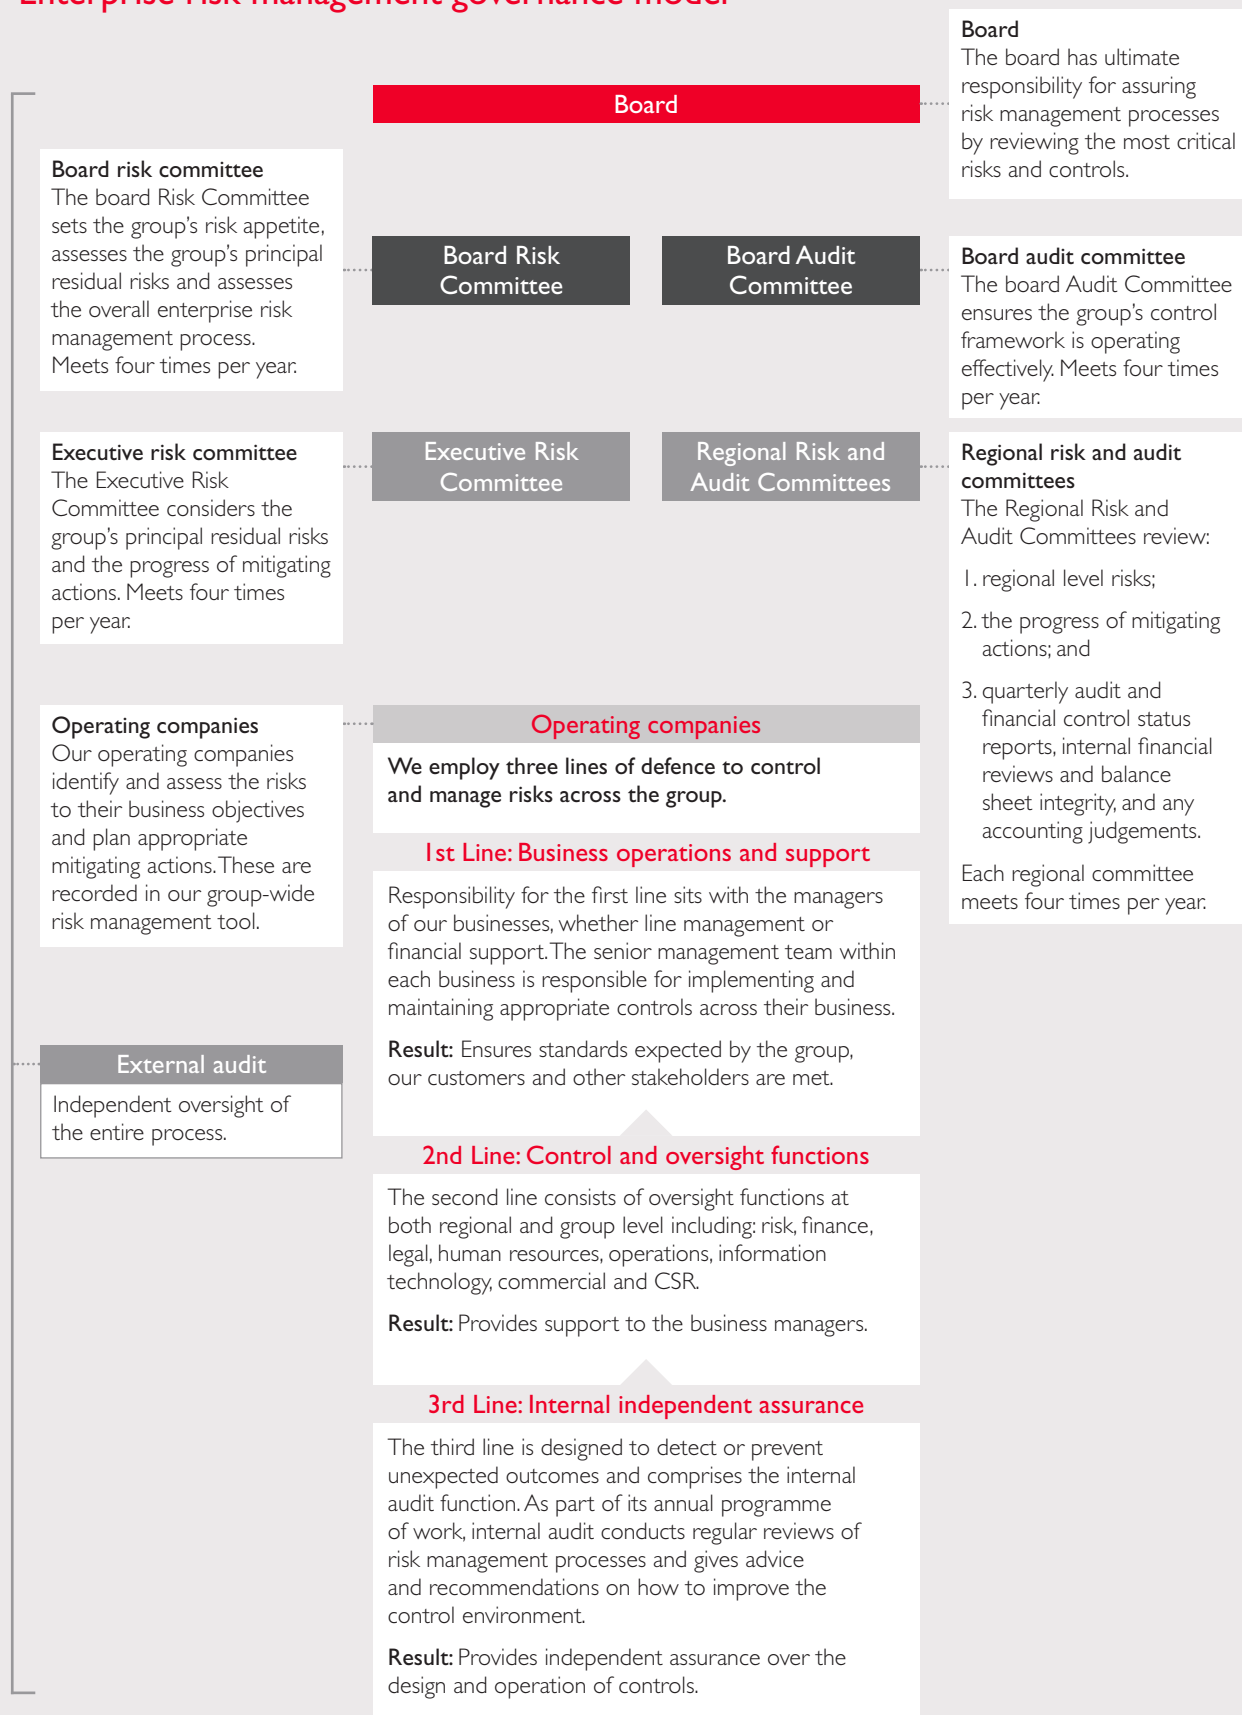 Enterprise risk management governance model
Board
Board
The board has ultimate
responsibility for assuring
risk management processes
by reviewing the most critical
risks and controls.
Board risk committee
The board Risk Committee
sets the group's risk appetite,
assesses the group's principal
residual risks and assesses
the overall enterprise risk
management process.
Meets four times per year.
Board Risk
Committee
Board Audit
Committee
Board audit committee
The board Audit Committee
ensures the group's control
framework is operating
effectively. Meets four times
per year.
Executive risk committee
The Executive Risk
Committee considers the
group's principal residual risks
and the progress of mitigating
actions. Meets four times
per year.
Executive Risk
Committee
Regional Risk and
Audit Committees
Regional risk and audit
committees
The Regional Risk and
Audit Committees review:
1. regional level risks;
2. the progress of mitigating
actions; and
3. quarterly audit and
financial control status
reports, internal financial
reviews and balance
sheet integrity, and any
accounting judgements.
Each regional committee
meets four times per year.
Operating companies
Our operating companies
identify and assess the risks
to their business objectives
and plan appropriate
mitigating actions. These are
recorded in our group-wide
risk management tool.
Operating companies
We employ three lines of defence to control
and manage risks across the group.
1st Line: Business operations and support
Responsibility for the first line sits with the managers
of our businesses, whether line management or
financial support. The senior management team within
each business is responsible for implementing and
maintaining appropriate controls across their business.
Result: Ensures standards expected by the group,
our customers and other stakeholders are met.
External audit
Independent oversight of
the entire process.
2nd Line: Control and oversight functions
The second line consists of oversight functions at
both regional and group level including: risk, finance,
legal, human resources, operations, information
technology, commercial and CSR.
Result: Provides support to the business managers.
3rd Line: Internal independent assurance
The third line is designed to detect or prevent
unexpected outcomes and comprises the internal
audit function. As part of its annual programme
of work, internal audit conducts regular reviews of
risk management processes and gives advice
and recommendations on how to improve the
control environment.
Result: Provides independent assurance over the
design and operation of controls.